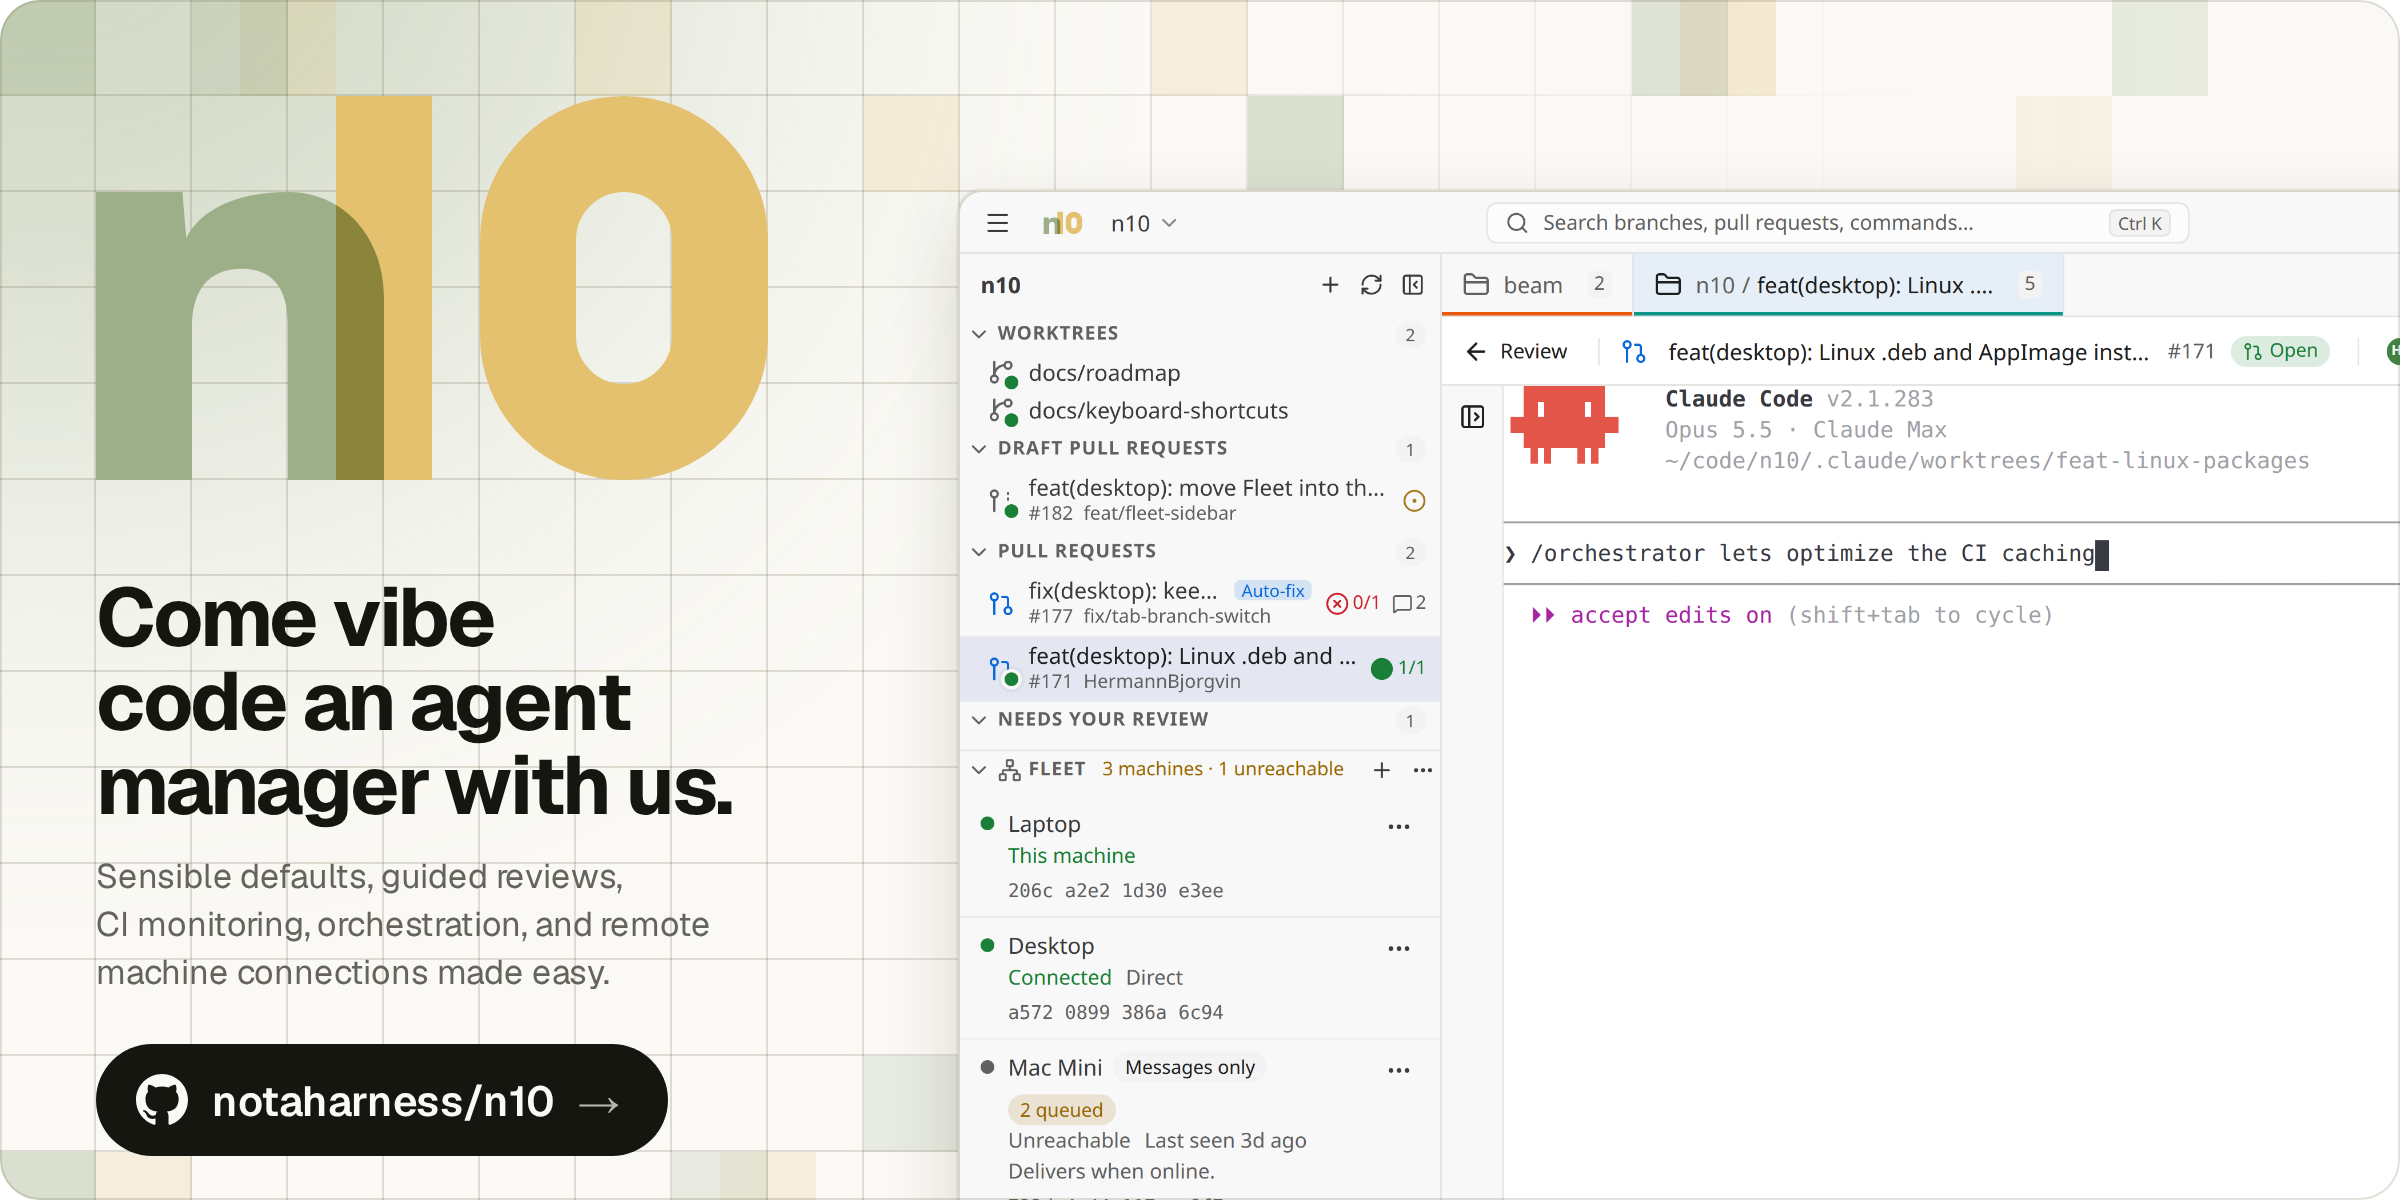 n10
Come vibe
code an agent
manager with us.
Sensible defaults, guided reviews,
CI monitoring, orchestration, and remote
machine connections made easy.
notaharness/n10 →
n10 n10
Search branches, pull requests, commands... Ctrl K
n10
WORKTREES 2
docs/roadmap
docs/keyboard-shortcuts
DRAFT PULL REQUESTS 1
feat(desktop): move Fleet into th...
#182 feat/fleet-sidebar
PULL REQUESTS 2
fix(desktop): kee... Auto-fix 0/1 2
#177 fix/tab-branch-switch
feat(desktop): Linux .deb and ... 1/1
#171 HermannBjorgvin
NEEDS YOUR REVIEW 1
FLEET 3 machines · 1 unreachable
Laptop
This machine
206c a2e2 1d30 e3ee
Desktop
Connected Direct
a572 0899 386a 6c94
Mac Mini Messages only
2 queued
Unreachable Last seen 3d ago
Delivers when online.
beam 2
n10 / feat(desktop): Linux .... 5
Review feat(desktop): Linux .deb and AppImage inst... #171 Open
Claude Code v2.1.283
Opus 5.5 · Claude Max
~/code/n10/.claude/worktrees/feat-linux-packages
❯ /orchestrator lets optimize the CI caching
accept edits on (shift+tab to cycle)